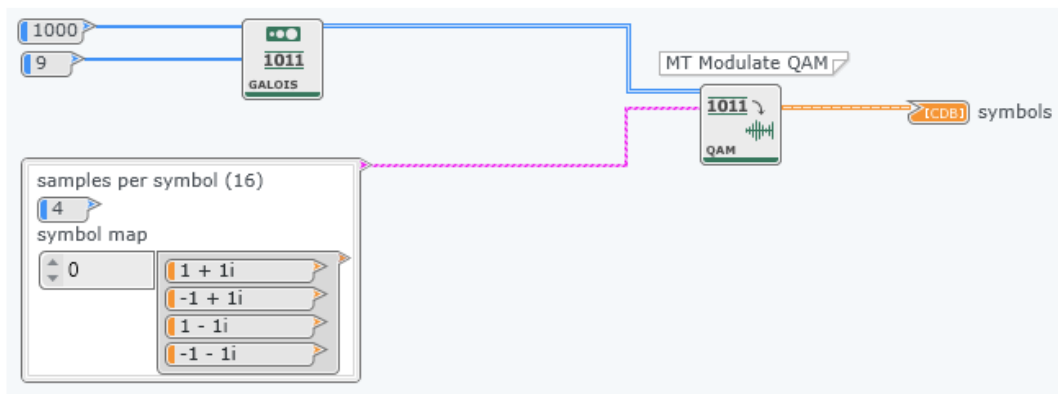 1000
9
1011
GALOIS
MT Modulate QAM
1011
QAM
[CDB]
symbols
samples per symbol (16)
4
symbol map
0
1 + 1i
-1 + 1i
1 - 1i
-1 - 1i